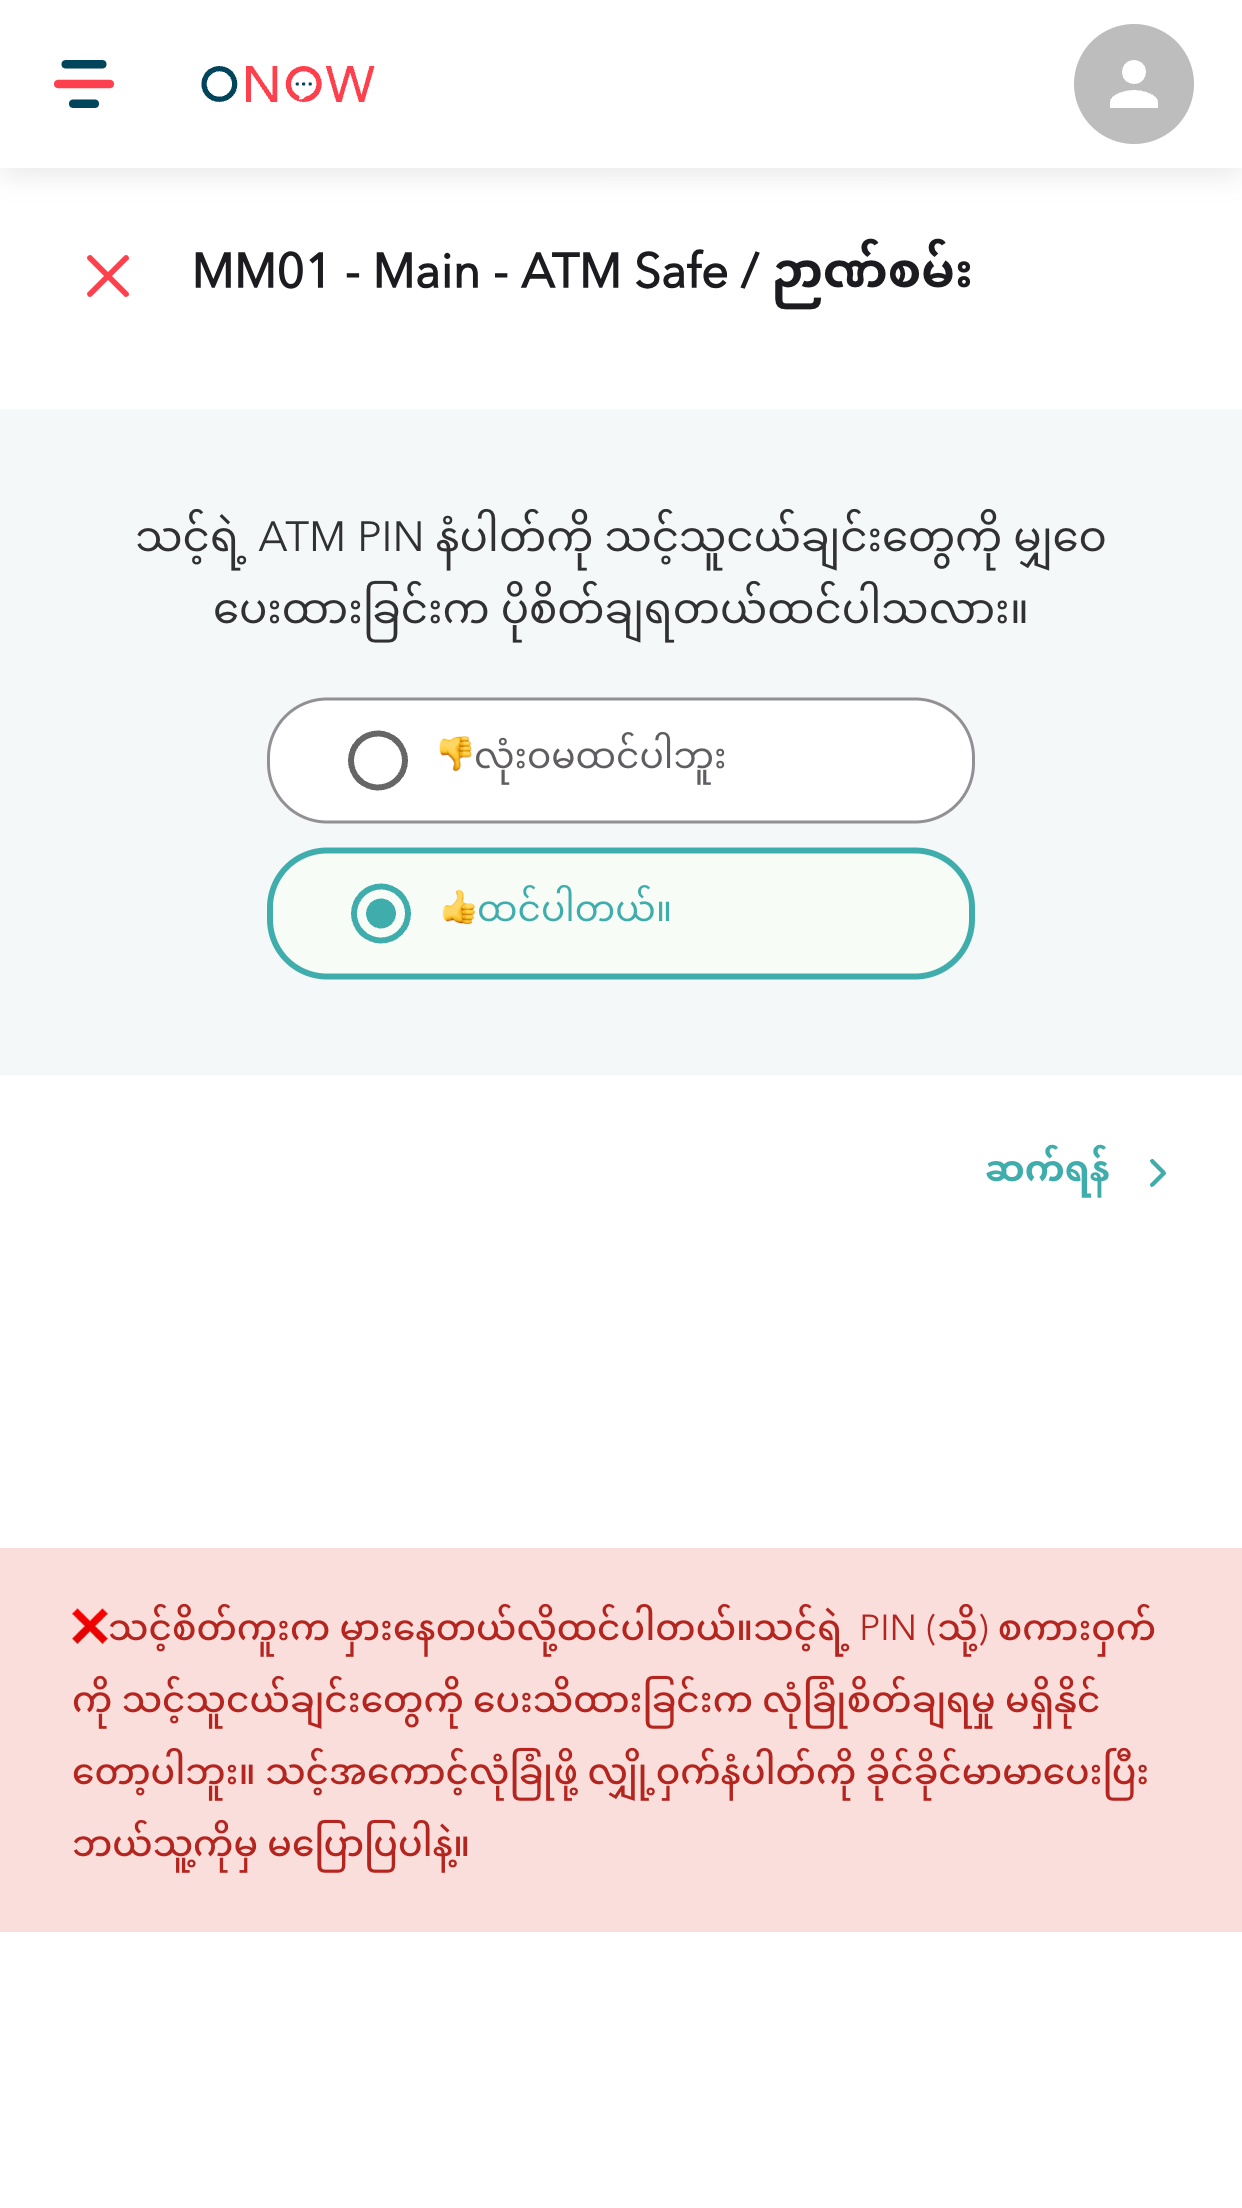 ONOW
MM01 - Main - ATM Safe / ဉာဏ်စမ်း
သင့်ရဲ့ ATM PIN နံပါတ်ကို သင့်သူငယ်ချင်းတွေကို မျှဝေ
ပေးထားခြင်းက ပိုစိတ်ချရတယ်ထင်ပါသလား။
👎လုံးဝမထင်ပါဘူး
👍ထင်ပါတယ်။
ဆက်ရန်
❌သင့်စိတ်ကူးက မှားနေတယ်လို့ထင်ပါတယ်။သင့်ရဲ့ PIN (သို့) စကားဝှက်
ကို သင့်သူငယ်ချင်းတွေကို ပေးသိထားခြင်းက လုံခြုံစိတ်ချရမှု မရှိနိုင်
တော့ပါဘူး။ သင့်အကောင့်လုံခြုံဖို့ လျှို့ဝှက်နံပါတ်ကို ခိုင်ခိုင်မာမာပေးပြီး
ဘယ်သူ့ကိုမှ မပြောပြပါနဲ့။